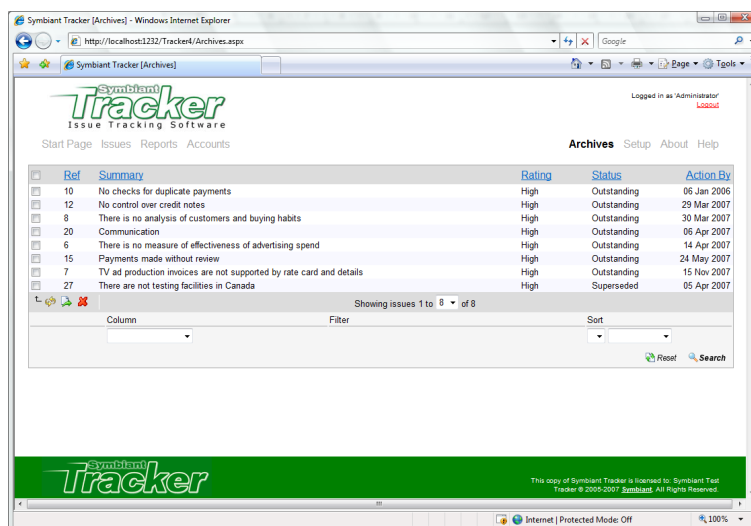 Symbiant Tracker [Archives] - Windows Internet Explorer
http://localhost:1232/Tracker4/Archives.aspx
Google
Symbiant Tracker [Archives]
Page
Tools
Symbiant
Tracker
Issue Tracking Software
Logged in as 'Administrator'
Logout
Start Page Issues Reports Accounts
Archives Setup About Help
Ref Summary Rating Status Action By
10 No checks for duplicate payments High Outstanding 06 Jan 2006
12 No control over credit notes High Outstanding 29 Mar 2007
8 There is no analysis of customers and buying habits High Outstanding 30 Mar 2007
20 Communication High Outstanding 06 Apr 2007
6 There is no measure of effectiveness of advertising spend High Outstanding 14 Apr 2007
15 Payments made without review High Outstanding 24 May 2007
7 TV ad production invoices are not supported by rate card and details High Outstanding 15 Nov 2007
27 There are not testing facilities in Canada High Superseded 05 Apr 2007
Showing issues 1 to 8 of 8
Column Filter Sort
Reset Search
Symbiant
Tracker
This copy of Symbiant Tracker is licensed to: Symbiant Test
Tracker © 2005-2007 Symbiant, All Rights Reserved.
Internet | Protected Mode: Off
100%